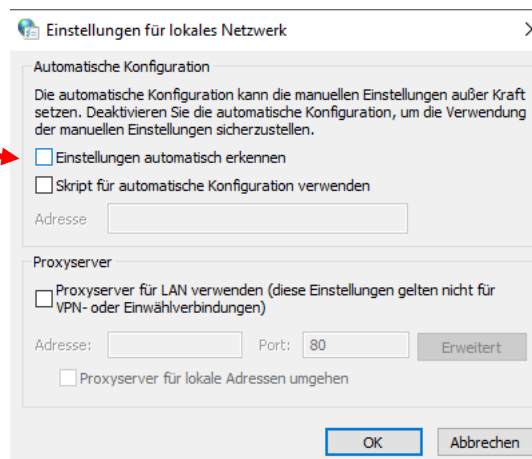 Einstellungen für lokales Netzwerk
Automatische Konfiguration
Die automatische Konfiguration kann die manuellen Einstellungen außer Kraft
setzen. Deaktivieren Sie die automatische Konfiguration, um die Verwendung
der manuellen Einstellungen sicherzustellen.
Einstellungen automatisch erkennen
Skript für automatische Konfiguration verwenden
Adresse
Proxyserver
Proxyserver für LAN verwenden (diese Einstellungen gelten nicht für
VPN- oder Einwählverbindungen)
Adresse: Port: 80 Erweitert
Proxyserver für lokale Adressen umgehen
OK Abbrechen